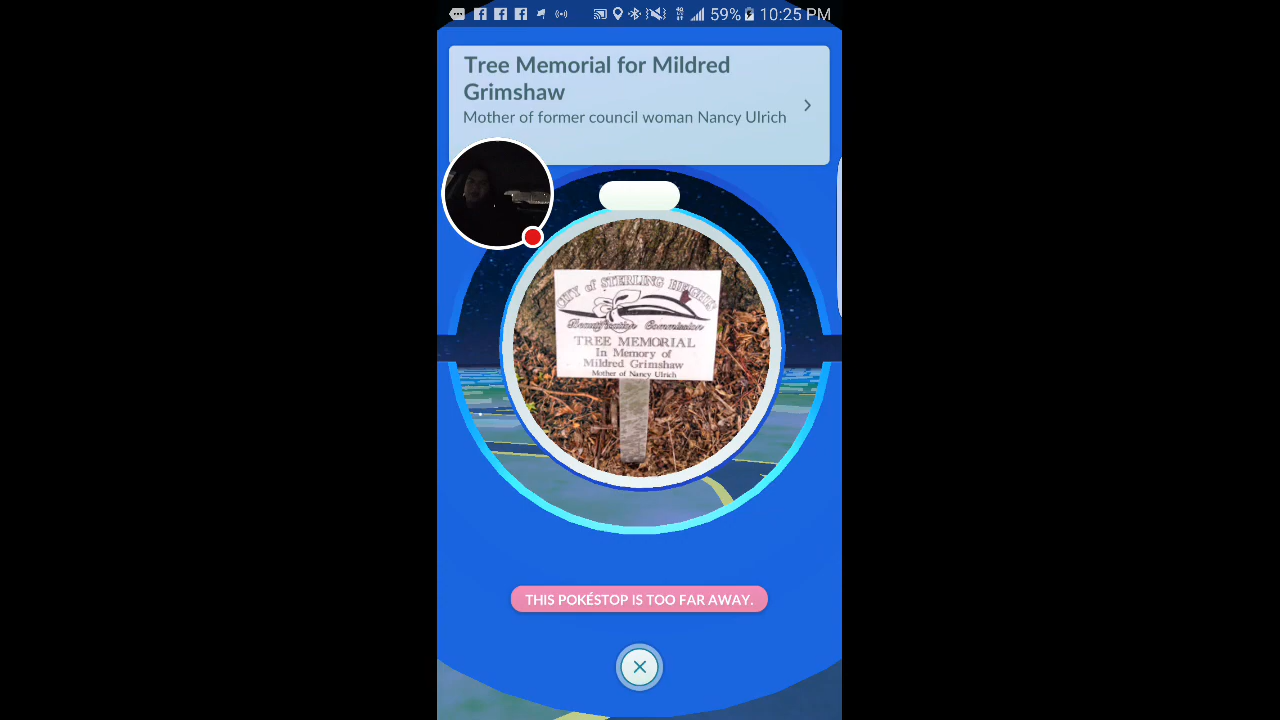 59% 10:25 PM
Tree Memorial for Mildred
Grimshaw
Mother of former council woman Nancy Ulrich
CITY of STERLING HEIGHTS
Beautification Commission
TREE MEMORIAL
In Memory of
Mildred Grimshaw
Mother of Nancy Ulrich
THIS POKÉSTOP IS TOO FAR AWAY.